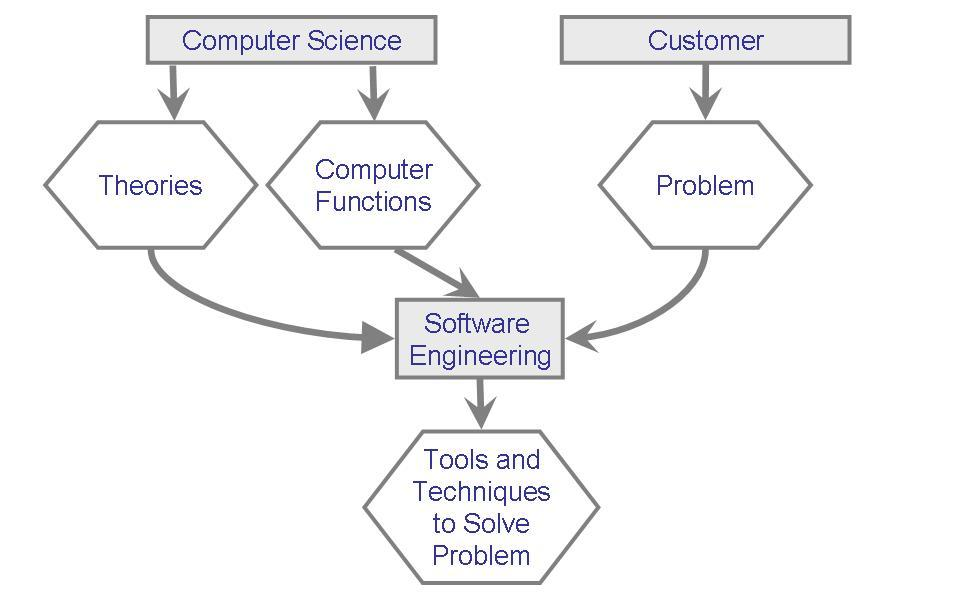 Computer Science
Customer
Theories
Computer
Functions
Problem
Software
Engineering
Tools and
Techniques
to Solve
Problem